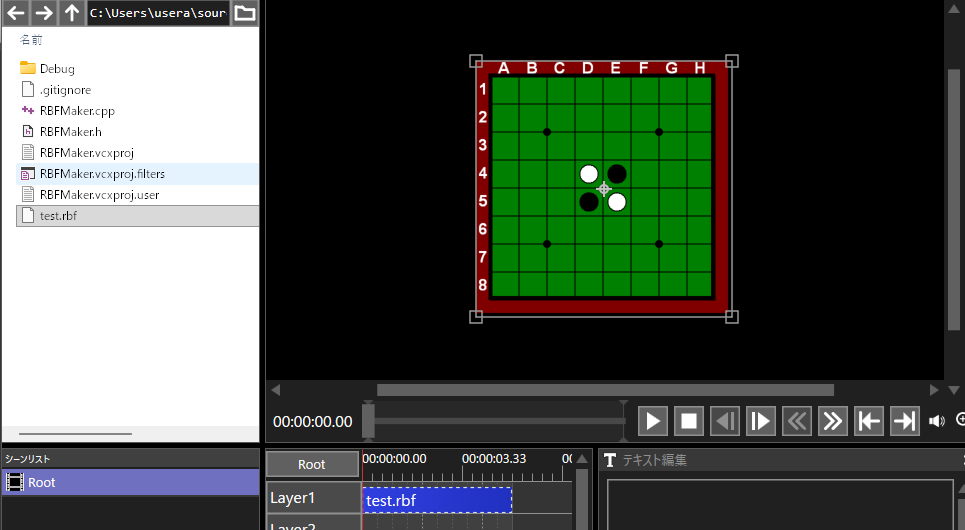 C:\Users\usera\sour
名前
Debug
.gitignore
RBFMaker.cpp
RBFMaker.h
RBFMaker.vcxproj
RBFMaker.vcxproj.filters
RBFMaker.vcxproj.user
test.rbf
A B C D E F G H
1
2
3
4
5
6
7
8
00:00:00.00
シーンリスト
Root
Root
00:00:00.00 00:00:03.33 00
Layer1
test.rbf
Layer2
T テキスト編集